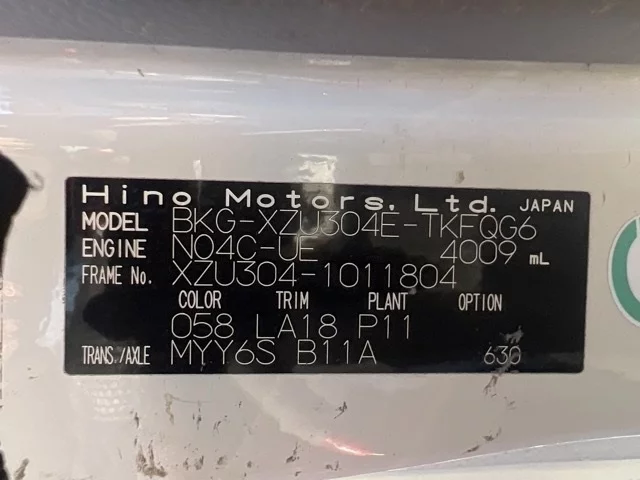 Hino Motors, Ltd. JAPAN
MODEL BKG-XZU304E-TKFQG6
ENGINE N04C-UE 4009 mL
FRAME No. XZU304-1011804
COLOR TRIM PLANT OPTION
058 LA18 P11
TRANS./AXLE MYY6S B11A 630